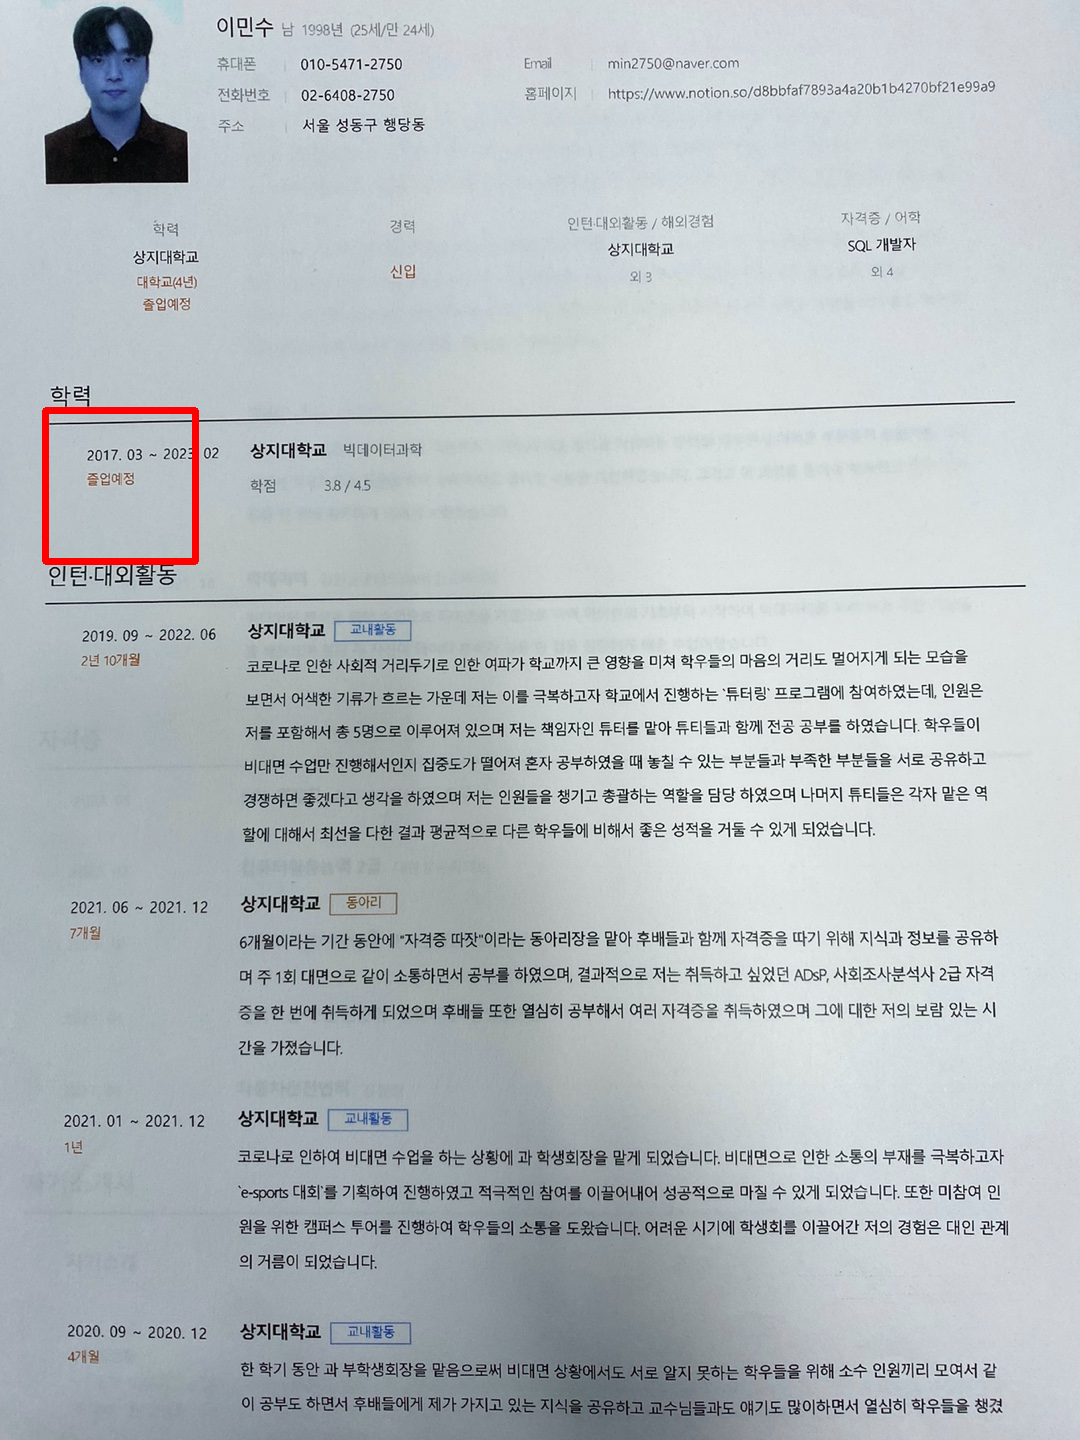 이민수 남 1998년 (25세/만 24세)
휴대폰 010-5471-2750 Email min2750@naver.com
전화번호 02-6408-2750 홈페이지 https://www.notion.so/d8bbfaf7893a4a20b1b4270bf21e99a9
주소 서울 성동구 행당동
학력 경력 인턴·대외활동 / 해외경험 자격증 / 어학
상지대학교 신입 상지대학교 SQL 개발자
대학교(4년) 외 3 외 4
졸업예정
학력
2017. 03 ~ 2023. 02 상지대학교 빅데이터과학
졸업예정 학점 3.8 / 4.5
인턴·대외활동
2019. 09 ~ 2022. 06 상지대학교 교내활동
2년 10개월
코로나로 인한 사회적 거리두기로 인한 여파가 학교까지 큰 영향을 미쳐 학우들의 마음의 거리도 멀어지게 되는 모습을
보면서 어색한 기류가 흐르는 가운데 저는 이를 극복하고자 학교에서 진행하는 `튜터링` 프로그램에 참여하였는데, 인원은
저를 포함해서 총 5명으로 이루어져 있으며 저는 책임자인 튜터를 맡아 튜티들과 함께 전공 공부를 하였습니다. 학우들이
비대면 수업만 진행해서인지 집중도가 떨어져 혼자 공부하였을 때 놓칠 수 있는 부분들과 부족한 부분들을 서로 공유하고
경쟁하면 좋겠다고 생각을 하였으며 저는 인원들을 챙기고 총괄하는 역할을 담당 하였으며 나머지 튜티들은 각자 맡은 역
할에 대해서 최선을 다한 결과 평균적으로 다른 학우들에 비해서 좋은 성적을 거둘 수 있게 되었습니다.
2021. 06 ~ 2021. 12 상지대학교 동아리
7개월
6개월이라는 기간 동안에 "자격증 따잣"이라는 동아리장을 맡아 후배들과 함께 자격증을 따기 위해 지식과 정보를 공유하
며 주 1회 대면으로 같이 소통하면서 공부를 하였으며, 결과적으로 저는 취득하고 싶었던 ADsP, 사회조사분석사 2급 자격
증을 한 번에 취득하게 되었으며 후배들 또한 열심히 공부해서 여러 자격증을 취득하였으며 그에 대한 저의 보람 있는 시
간을 가졌습니다.
2021. 01 ~ 2021. 12 상지대학교 교내활동
1년
코로나로 인하여 비대면 수업을 하는 상황에 과 학생회장을 맡게 되었습니다. 비대면으로 인한 소통의 부재를 극복하고자
`e-sports 대회`를 기획하여 진행하였고 적극적인 참여를 이끌어내어 성공적으로 마칠 수 있게 되었습니다. 또한 미참여 인
원을 위한 캠퍼스 투어를 진행하여 학우들의 소통을 도왔습니다. 어려운 시기에 학생회를 이끌어간 저의 경험은 대인 관계
의 거름이 되었습니다.
2020. 09 ~ 2020. 12 상지대학교 교내활동
4개월
한 학기 동안 과 부학생회장을 맡음으로써 비대면 상황에서도 서로 알지 못하는 학우들을 위해 소수 인원끼리 모여서 같
이 공부도 하면서 후배들에게 제가 가지고 있는 지식을 공유하고 교수님들과도 얘기도 많이하면서 열심히 학우들을 챙겼